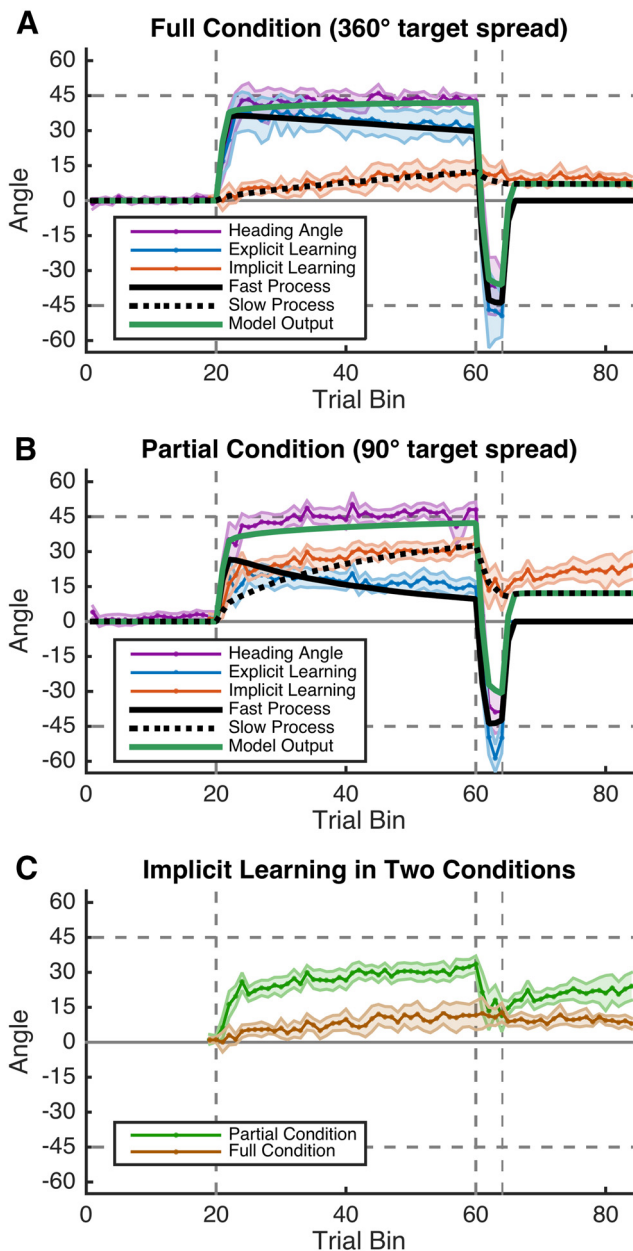 A
Full Condition (360° target spread)
60
45
30
15
0
-15
-30
-45
-60
Angle
Heading Angle
Explicit Learning
Implicit Learning
Fast Process
Slow Process
Model Output
0
20
40
60
80
Trial Bin
B
Partial Condition (90° target spread)
60
45
30
15
0
-15
-30
-45
-60
Angle
Heading Angle
Explicit Learning
Implicit Learning
Fast Process
Slow Process
Model Output
0
20
40
60
80
Trial Bin
C
Implicit Learning in Two Conditions
60
45
30
15
0
-15
-30
-45
-60
Angle
Partial Condition
Full Condition
0
20
40
60
80
Trial Bin